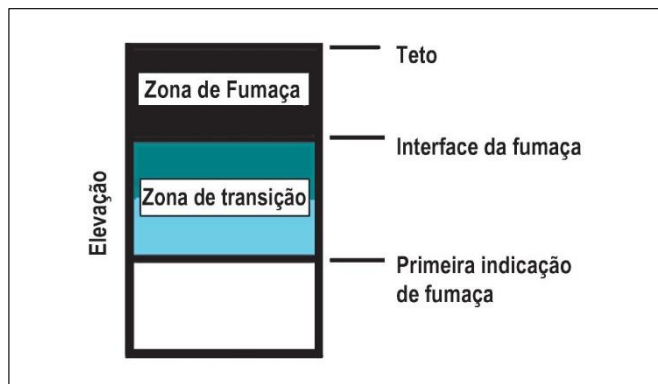 Teto
Zona de Fumaça
Interface da fumaça
Zona de transição
Elevação
Primeira indicação
de fumaça